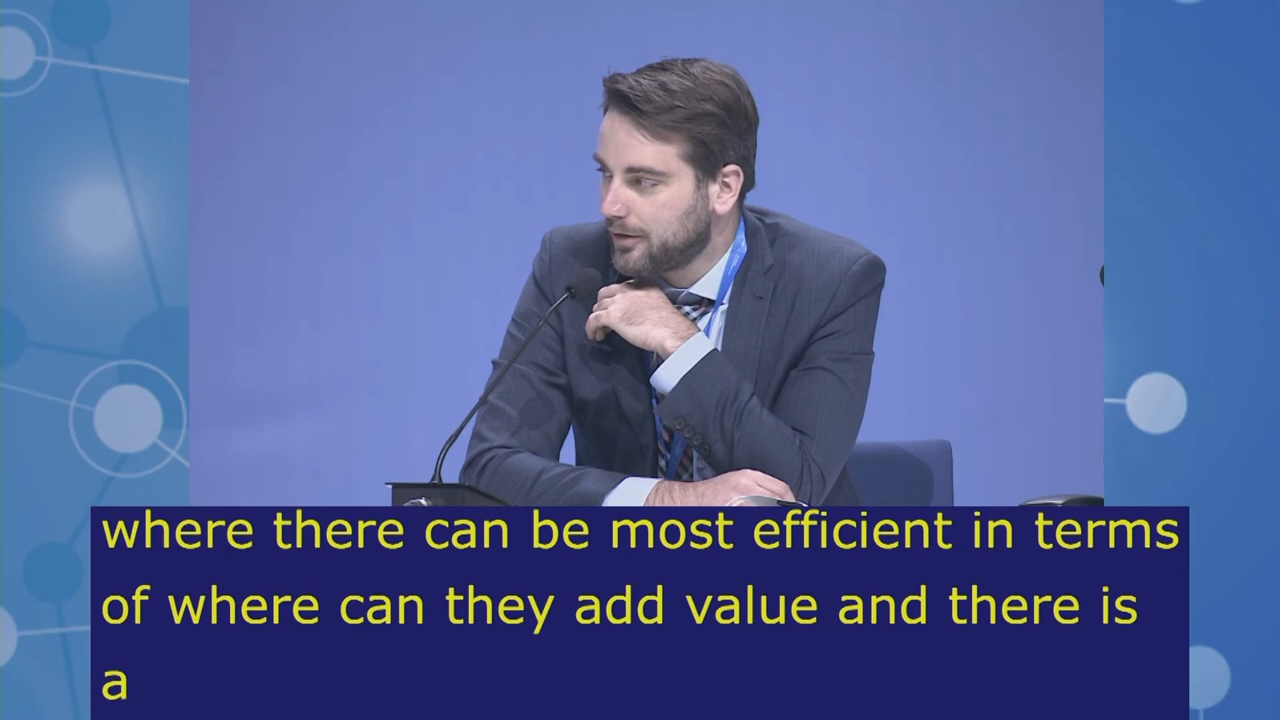 where there can be most efficient in terms
of where can they add value and there is
a